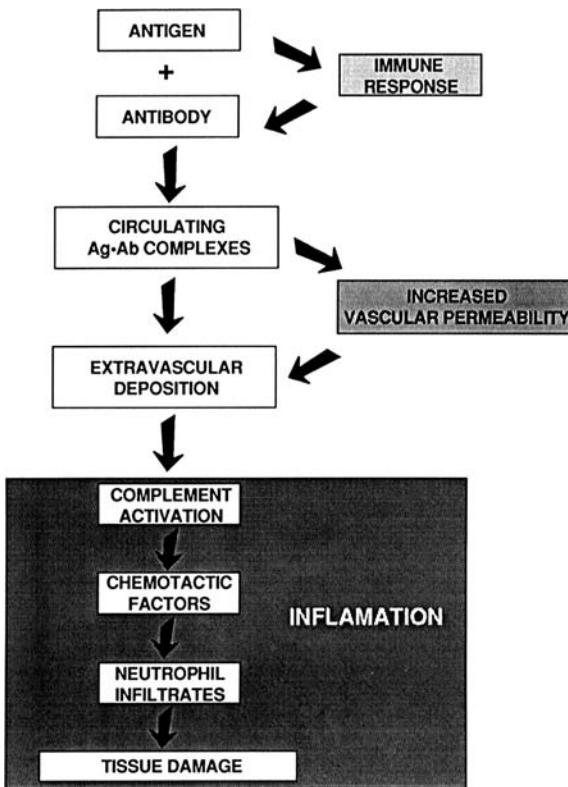 ANTIGEN
+
IMMUNE
RESPONSE
ANTIBODY
CIRCULATING
Ag•Ab COMPLEXES
INCREASED
VASCULAR PERMEABILITY
EXTRAVASCULAR
DEPOSITION
COMPLEMENT
ACTIVATION
CHEMOTACTIC
FACTORS
INFLAMATION
NEUTROPHIL
INFILTRATES
TISSUE DAMAGE